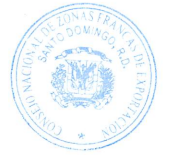 CONSEJO NACIONAL DE ZONAS FRANCAS DE EXPORTACION
SANTO DOMINGO, R.D.